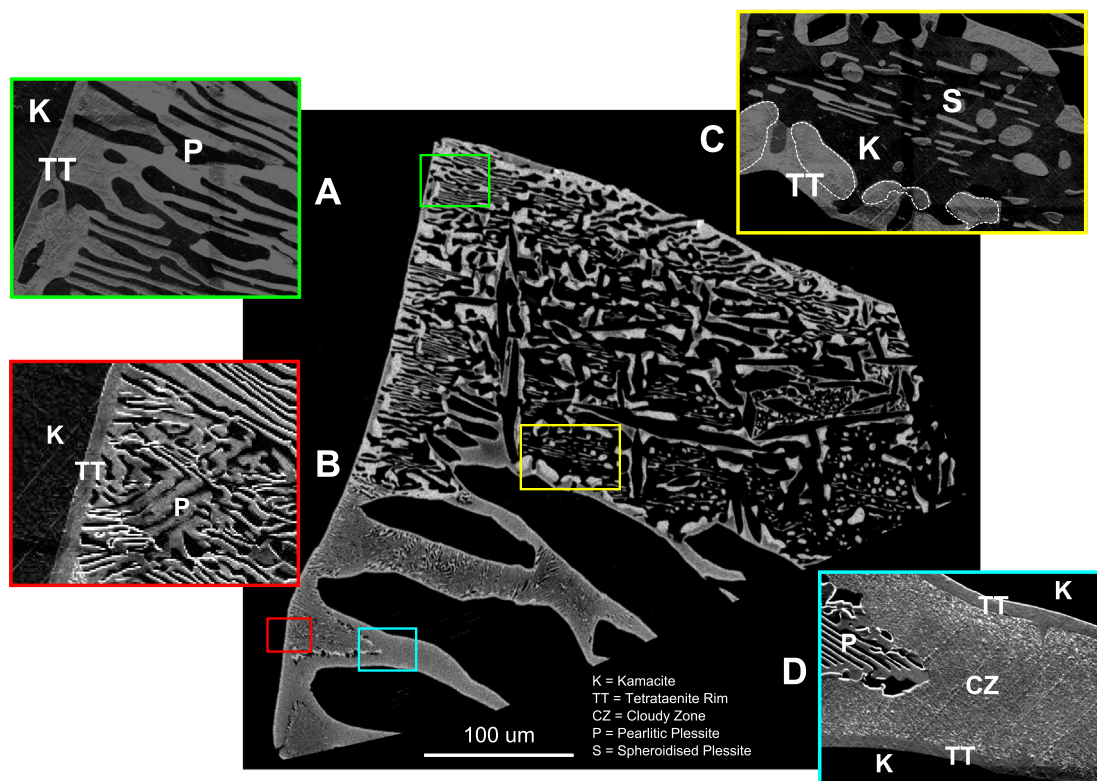 K
TT
P
A
C
S
K
TT
K
TT
P
B
K = Kamacite
TT = Tetrataenite Rim
CZ = Cloudy Zone
P = Pearlitic Plessite
S = Spheroidised Plessite
100 um
D
K
TT
P
CZ
TT
K